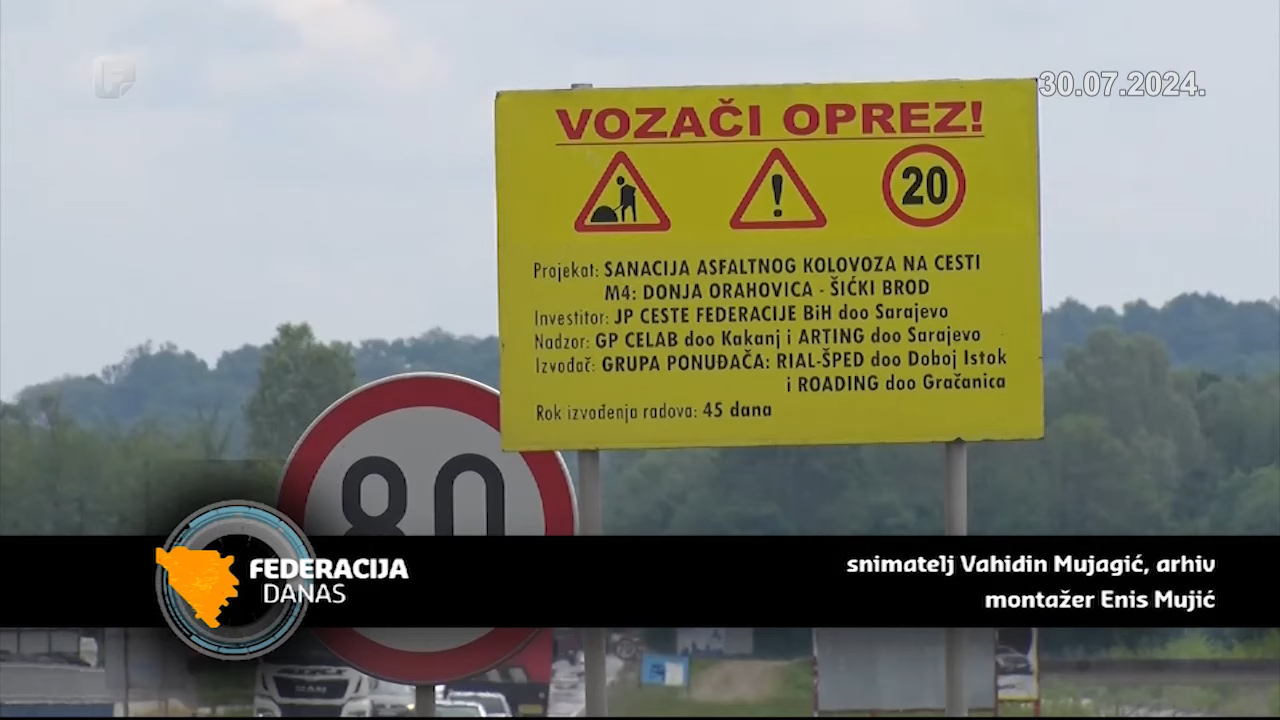 F
30.07.2024.
VOZAČI OPREZ!
20
Projekat: SANACIJA ASFALTNOG KOLOVOZA NA CESTI
M4: DONJA ORAHOVICA - ŠIĆKI BROD
Investitor: JP CESTE FEDERACIJE BiH doo Sarajevo
Nadzor: GP CELAB doo Kakanj i ARTING doo Sarajevo
Izvođač: GRUPA PONUĐAČA: RIAL-ŠPED doo Doboj Istok
i ROADING doo Gračanica
Rok izvođenja radova: 45 dana
80
FEDERACIJA
DANAS
snimatelj Vahidin Mujagić, arhiv
montažer Enis Mujić
MAN